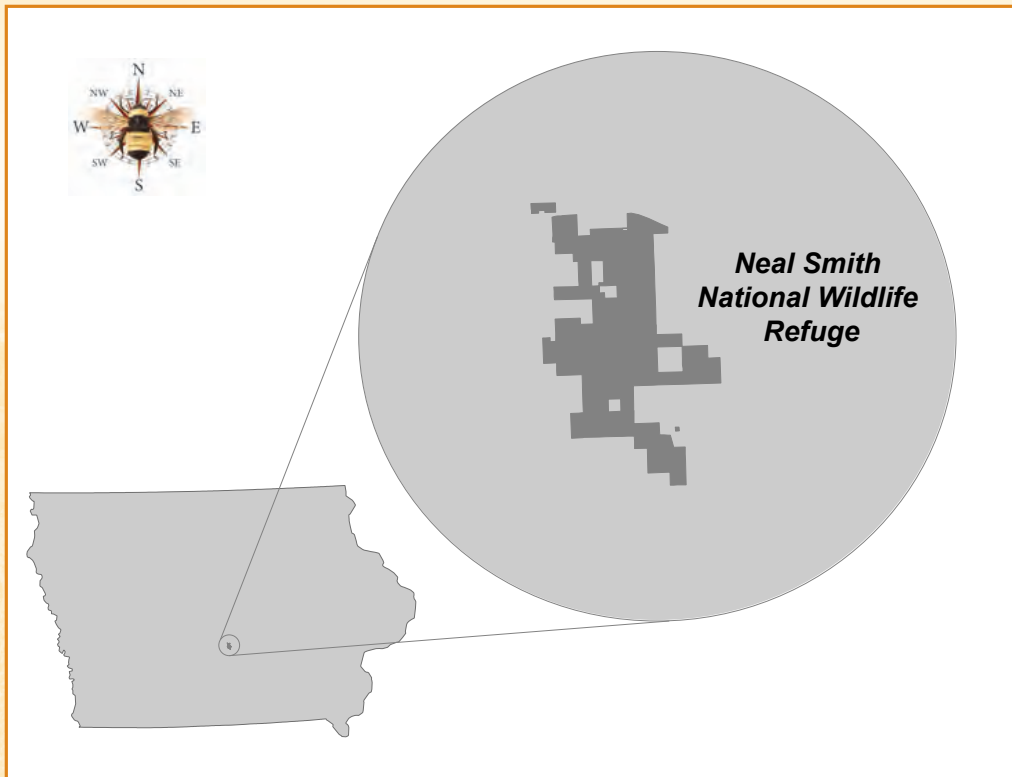 N
NW NE
W E
SW SE
S
Neal Smith
National Wildlife
Refuge